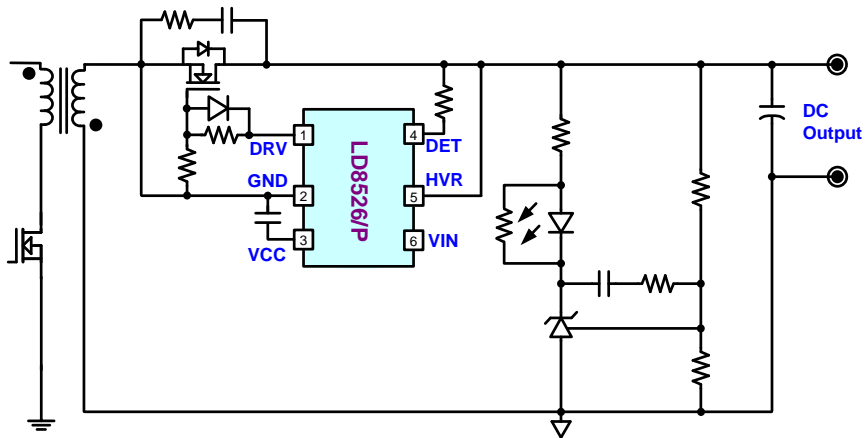 DRV
GND
VCC
1
2
3
LD8526/P
4
5
6
DET
HVR
VIN
DC
Output